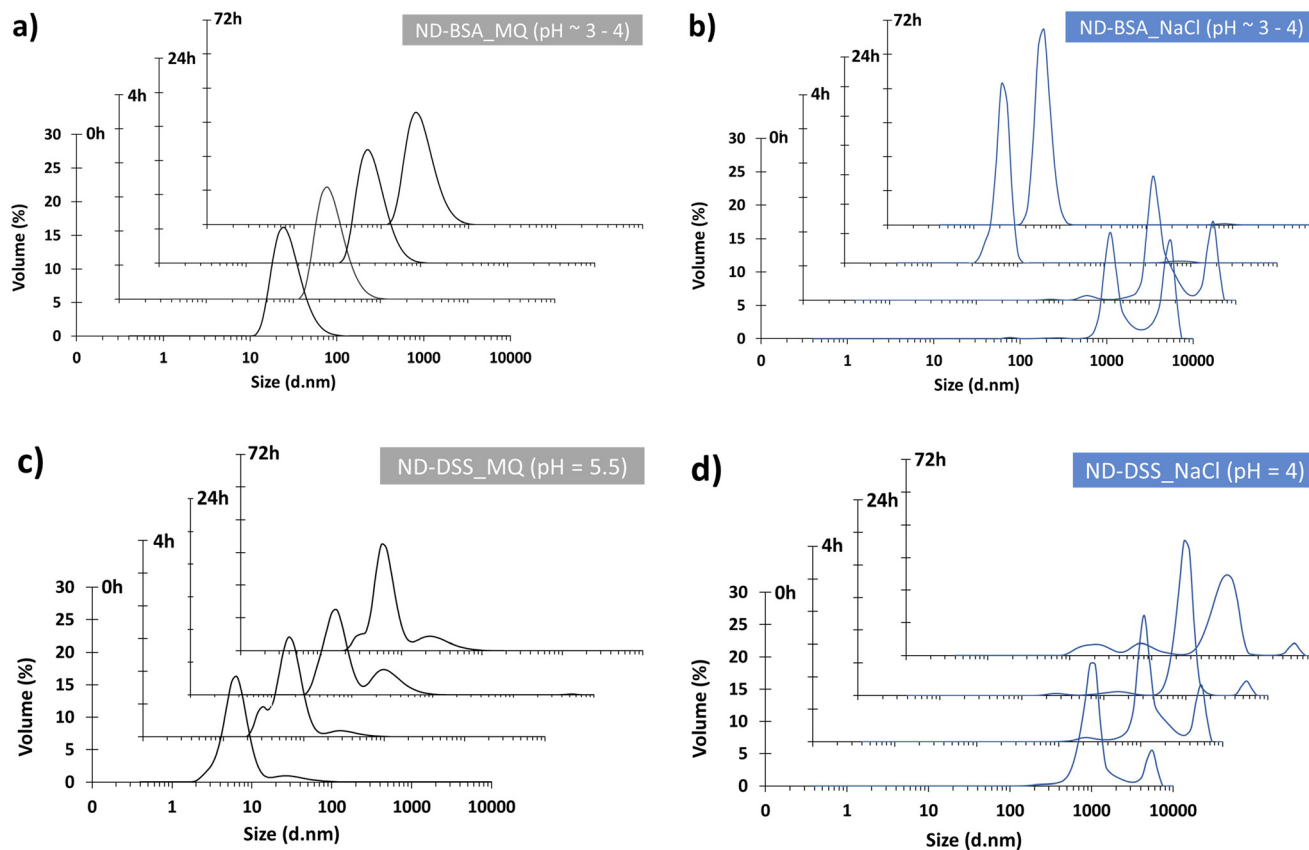 a)
72h
ND-BSA_MQ (pH ~ 3 - 4)
24h
4h
0h
30
25
20
15
10
5
0
Volume (%)
0 1 10 100 1000 10000
Size (d.nm)
b)
72h
ND-BSA_NaCl (pH ~ 3 - 4)
24h
4h
0h
30
25
20
15
10
5
0
Volume (%)
0 1 10 100 1000 10000
Size (d.nm)
c)
72h
ND-DSS_MQ (pH = 5.5)
24h
4h
0h
30
25
20
15
10
5
0
Volume (%)
0 1 10 100 1000 10000
Size (d.nm)
d)
72h
ND-DSS_NaCl (pH = 4)
24h
4h
0h
30
25
20
15
10
5
0
Volume (%)
0 1 10 100 1000 10000
Size (d.nm)